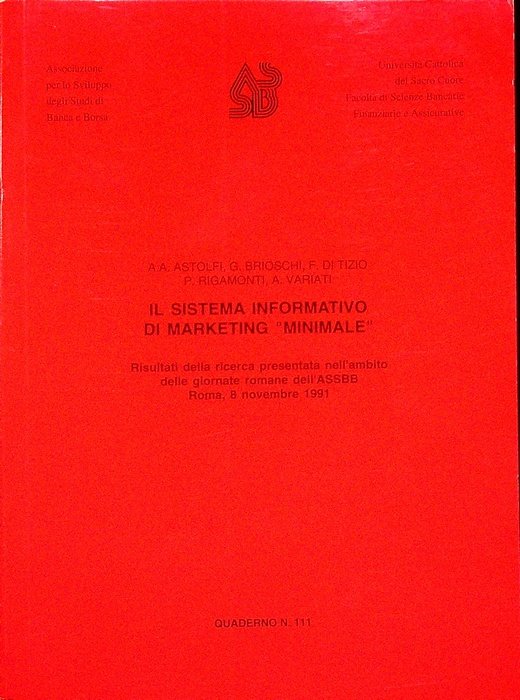 Associazione
per lo Sviluppo
degli Studi di
Banca e Borsa
ASSBB
Università Cattolica
del Sacro Cuore
Facoltà di Scienze Bancarie
Finanziarie e Assicurative
A.A. ASTOLFI, G. BRIOSCHI, F. DI TIZIO
P. RIGAMONTI, A. VARIATI
IL SISTEMA INFORMATIVO
DI MARKETING "MINIMALE"
Risultati della ricerca presentata nell'ambito
delle giornate romane dell'ASSBB
Roma, 8 novembre 1991
QUADERNO N. 111